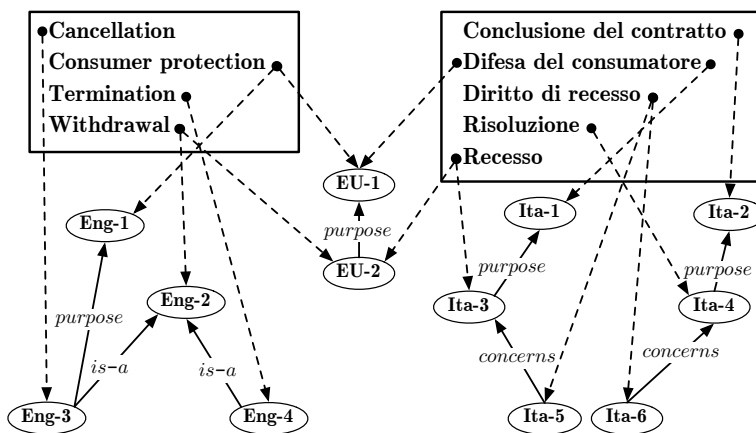 Cancellation
Consumer protection
Termination
Withdrawal
Conclusione del contratto
Difesa del consumatore
Diritto di recesso
Risoluzione
Recesso
EU-1
purpose
EU-2
Eng-1
purpose
Eng-2
is-a
is-a
Eng-3
Eng-4
Ita-1
Ita-2
purpose
purpose
Ita-3
Ita-4
concerns
concerns
Ita-5
Ita-6